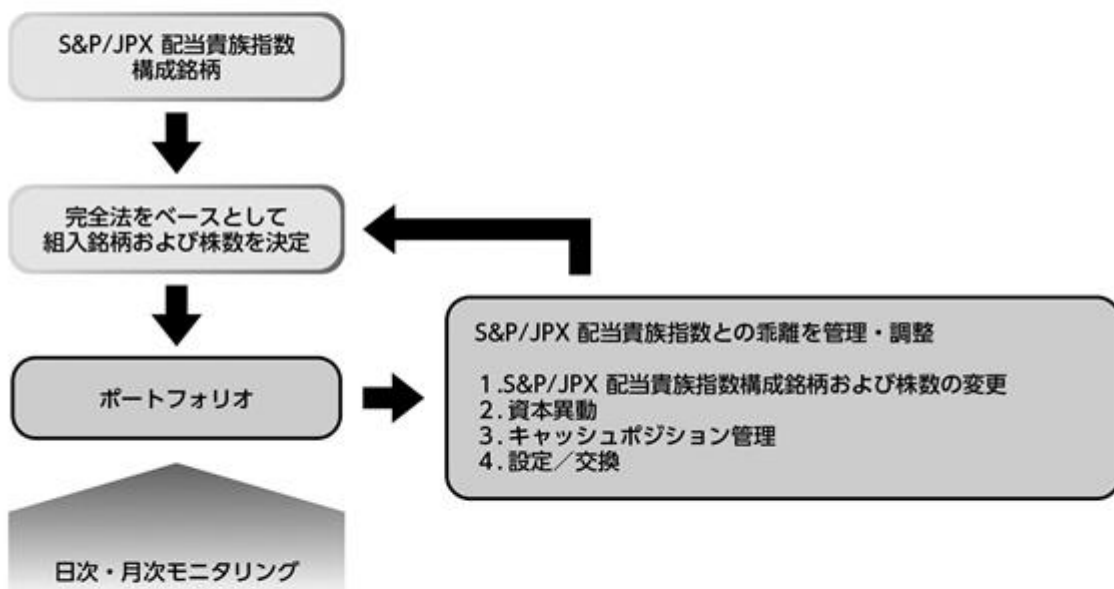 S&P/JPX 配当貴族指数
構成銘柄
完全法をベースとして
組入銘柄および株数を決定
ポートフォリオ
S&P/JPX 配当貴族指数との乖離を管理・調整
1.S&P/JPX 配当貴族指数構成銘柄および株数の変更
2.資本異動
3.キャッシュポジション管理
4.設定／交換
日次・月次モニタリング